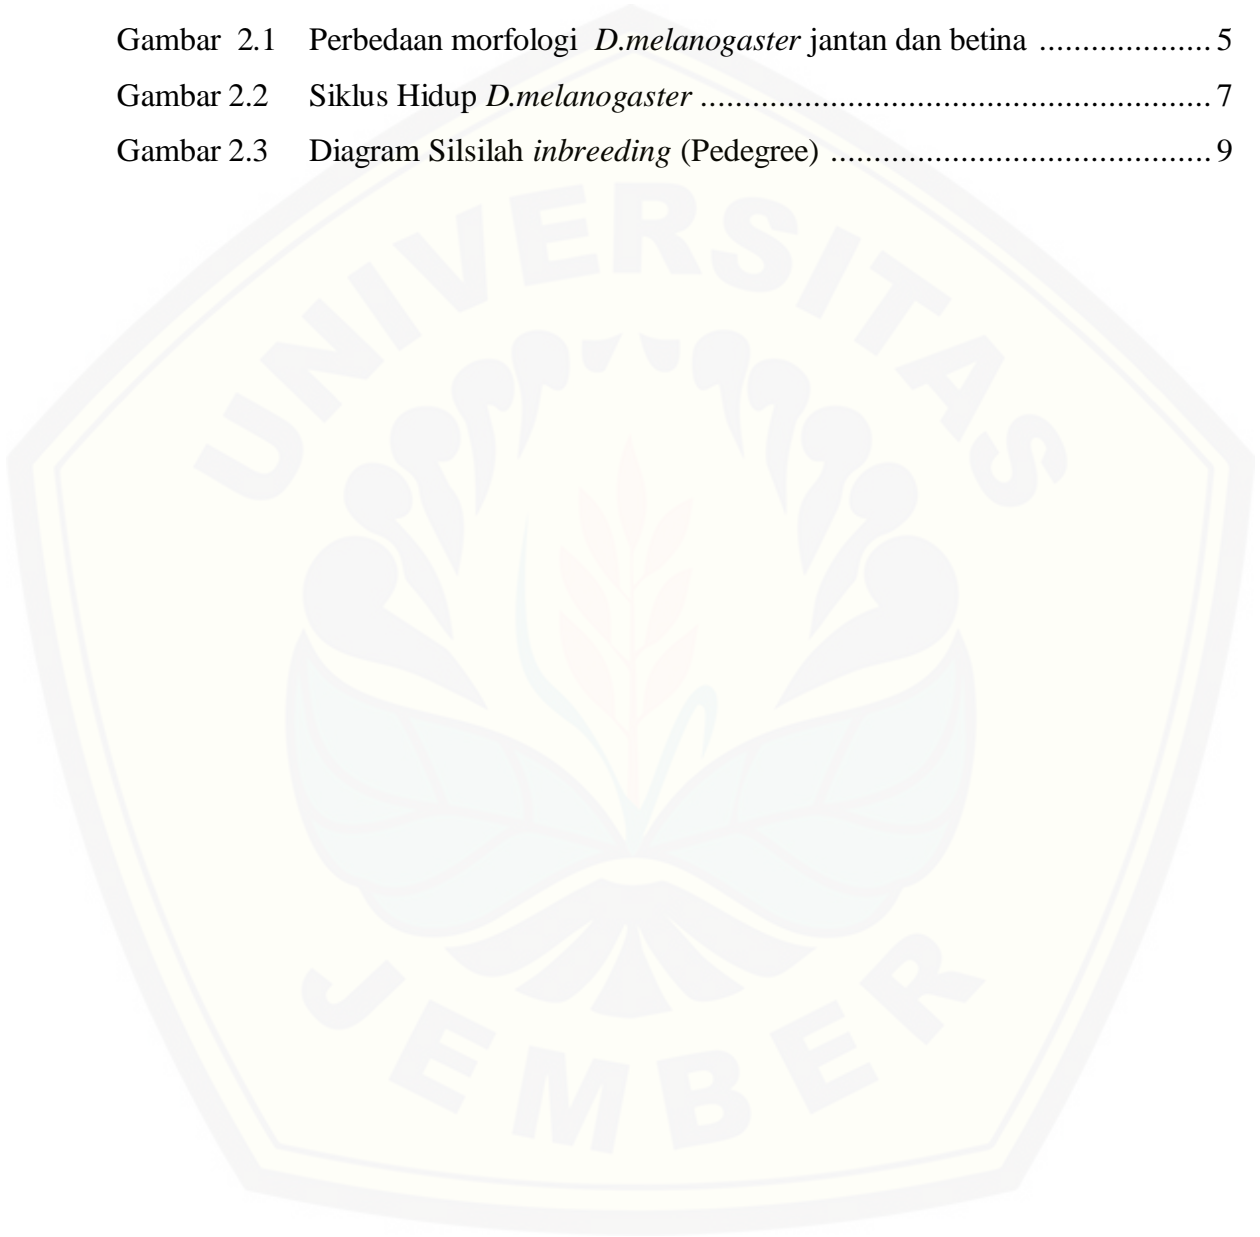 Gambar 2.1 Perbedaan morfologi D.melanogaster jantan dan betina ..................... 5
Gambar 2.2 Siklus Hidup D.melanogaster .............................................................. 7
Gambar 2.3 Diagram Silsilah inbreeding (Pedegree) .............................................. 9
UNIVERSITAS
JEMBER